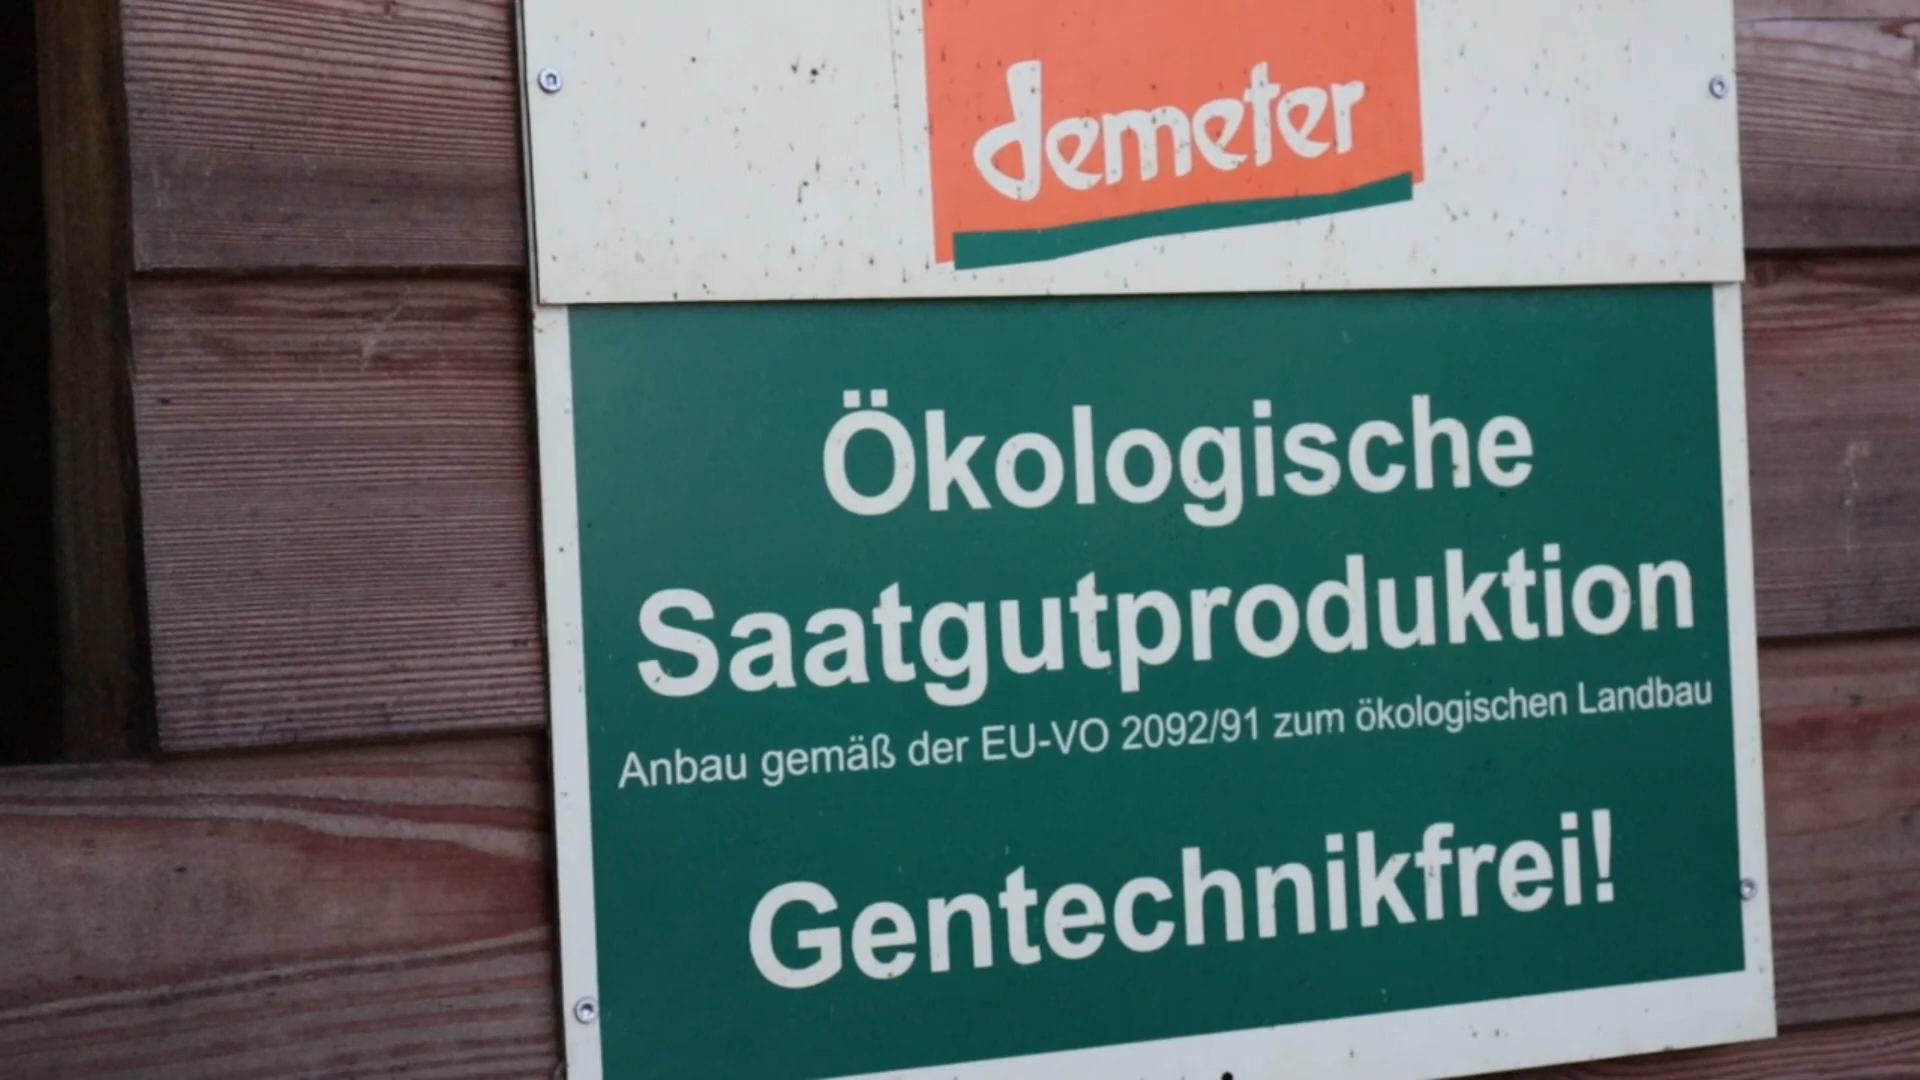 demeter
Ökologische
Saatgutproduktion
Anbau gemäß der EU-VO 2092/91 zum ökologischen Landbau
Gentechnikfrei!